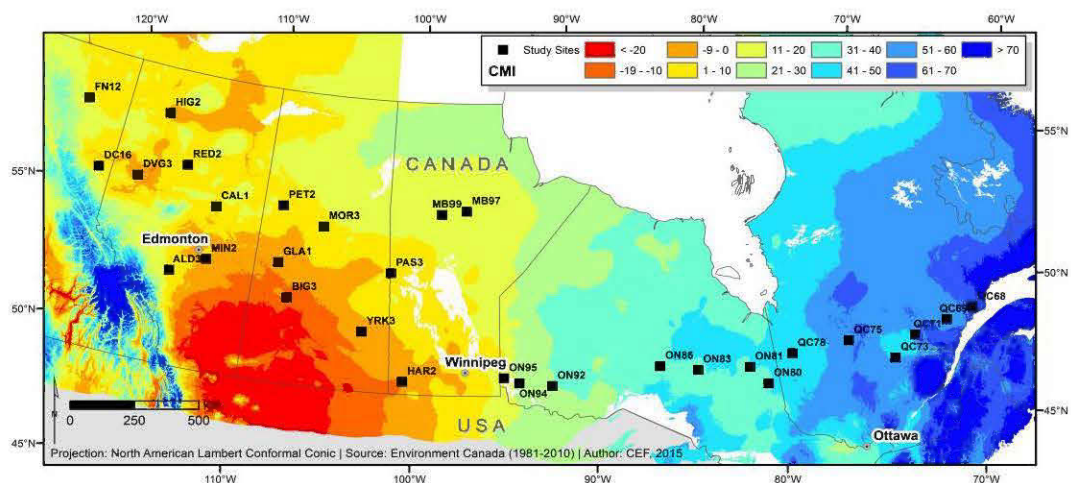 120°W 110°W 100°W 90°W 80°W 70°W 60°W
Study Sites < -20 -9 - 0 11 - 20 31 - 40 51 - 60 > 70
CMI -19 - -10 1 - 10 21 - 30 41 - 50 61 - 70
FN12
HIG2
55°N
DC16
DVG3
RED2
CANADA
55°N
CAL1
PET2
MOR3
MB99
MB97
Edmonton
MIN2
ALD3
GLA1
PAS3
50°N
BIG3
50°N
YRK3
QC68
QC69
QC71
QC75
QC78
QC73
Winnipeg
HAR2
ON95
ON94
ON92
ON83
ON81
ON80
N
0 250 500
45°N
USA
Ottawa
45°N
Projection: North American Lambert Conformal Conic | Source: Environment Canada (1981-2010) | Author: CEF, 2015
110°W 100°W 90°W 80°W 70°W